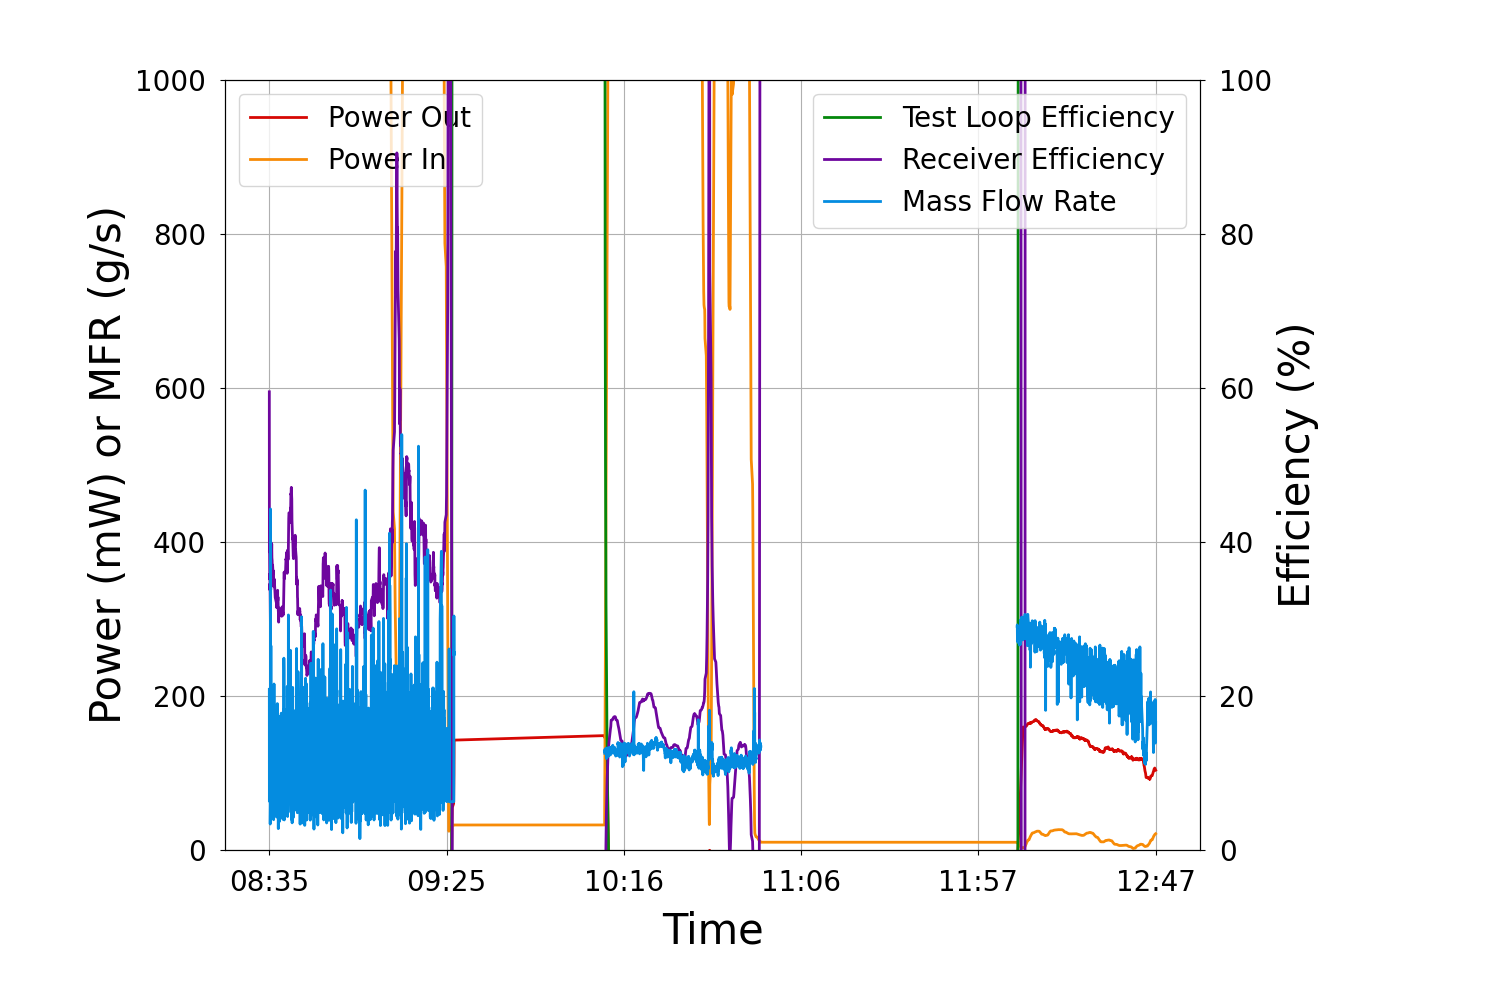 1000
800
600
400
200
0
Power (mW) or MFR (g/s)
Power Out
Power In
Test Loop Efficiency
Receiver Efficiency
Mass Flow Rate
100
80
60
40
20
0
Efficiency (%)
08:35
09:25
10:16
11:06
11:57
12:47
Time